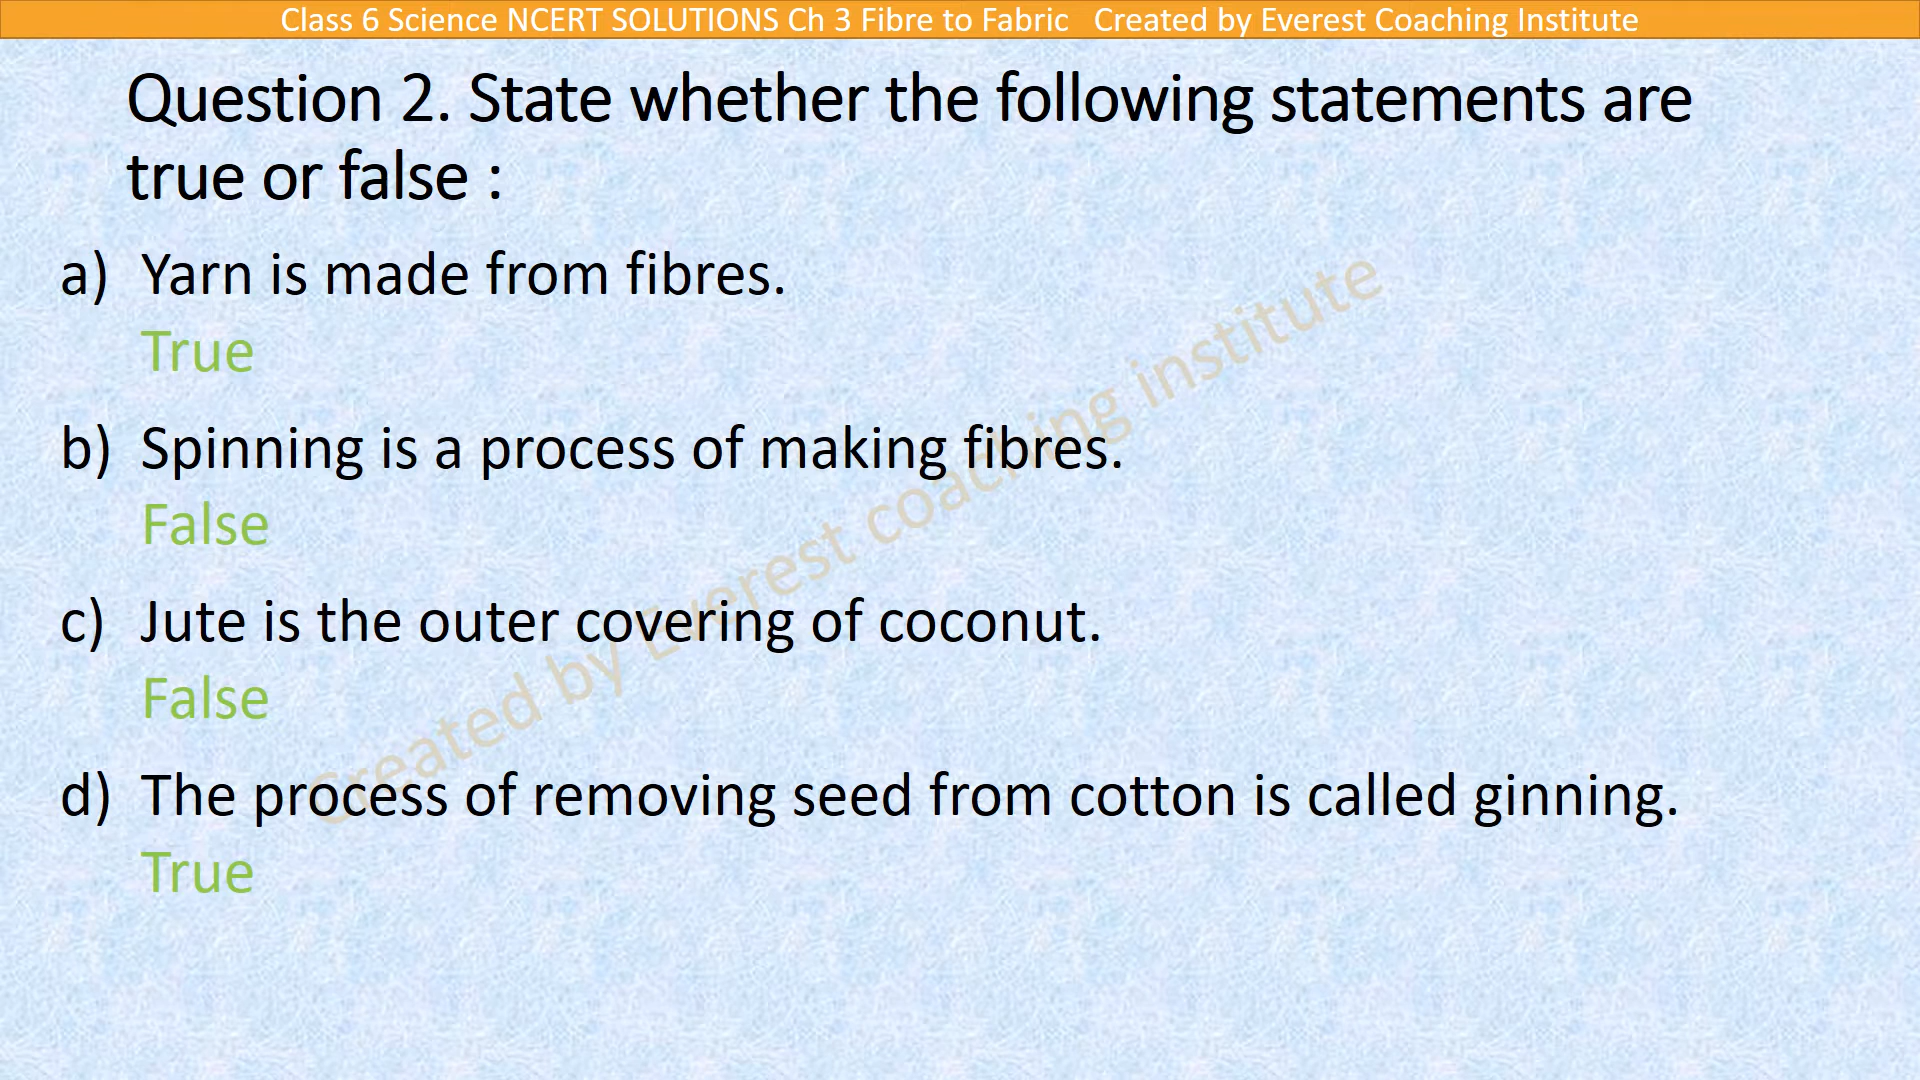 Class 6 Science NCERT SOLUTIONS Ch 3 Fibre to Fabric Created by Everest Coaching Institute
Question 2. State whether the following statements are
true or false :
a) Yarn is made from fibres.
True
b) Spinning is a process of making fibres.
False
c) Jute is the outer covering of coconut.
False
d) The process of removing seed from cotton is called ginning.
True
Created by Everest coaching institute